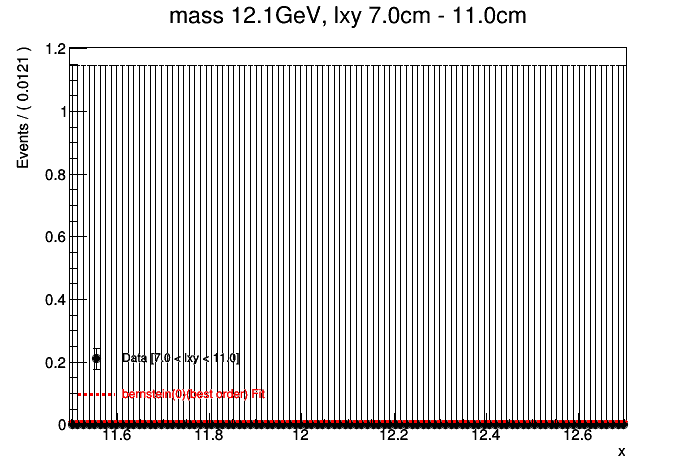 mass 12.1GeV, lxy 7.0cm - 11.0cm
Events / ( 0.0121 )
1.2
1
0.8
0.6
0.4
0.2
0
Data [7.0 < lxy < 11.0]
bernstein[0](best order) Fit
11.6 11.8 12 12.2 12.4 12.6
x